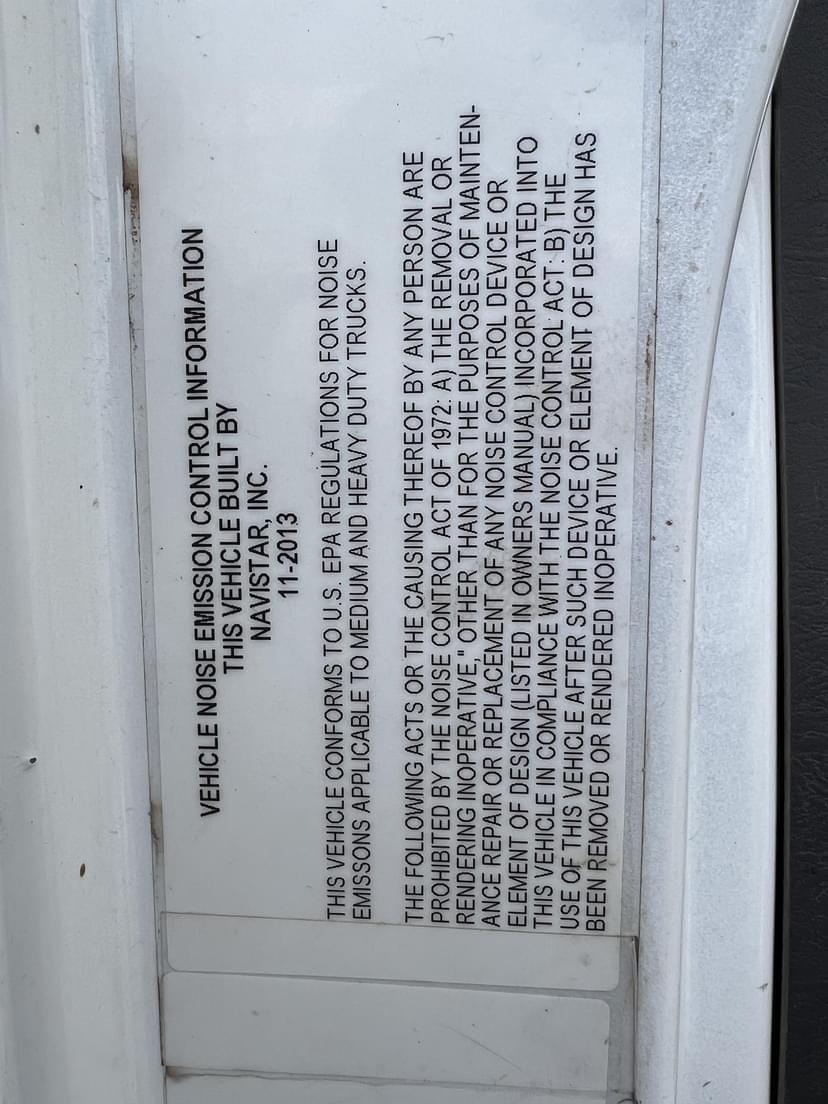 VEHICLE NOISE EMISSION CONTROL INFORMATION
THIS VEHICLE BUILT BY
NAVISTAR, INC.
11-2013
THIS VEHICLE CONFORMS TO U.S. EPA REGULATIONS FOR NOISE
EMISSONS APPLICABLE TO MEDIUM AND HEAVY DUTY TRUCKS.
THE FOLLOWING ACTS OR THE CAUSING THEREOF BY ANY PERSON ARE
PROHIBITED BY THE NOISE CONTROL ACT OF 1972: A) THE REMOVAL OR
RENDERING INOPERATIVE," OTHER THAN FOR THE PURPOSES OF MAINTEN-
ANCE REPAIR OR REPLACEMENT OF ANY NOISE CONTROL DEVICE OR
ELEMENT OF DESIGN (LISTED IN OWNERS MANUAL) INCORPORATED INTO
THIS VEHICLE IN COMPLIANCE WITH THE NOISE CONTROL ACT: B) THE
USE OF THIS VEHICLE AFTER SUCH DEVICE OR ELEMENT OF DESIGN HAS
BEEN REMOVED OR RENDERED INOPERATIVE.